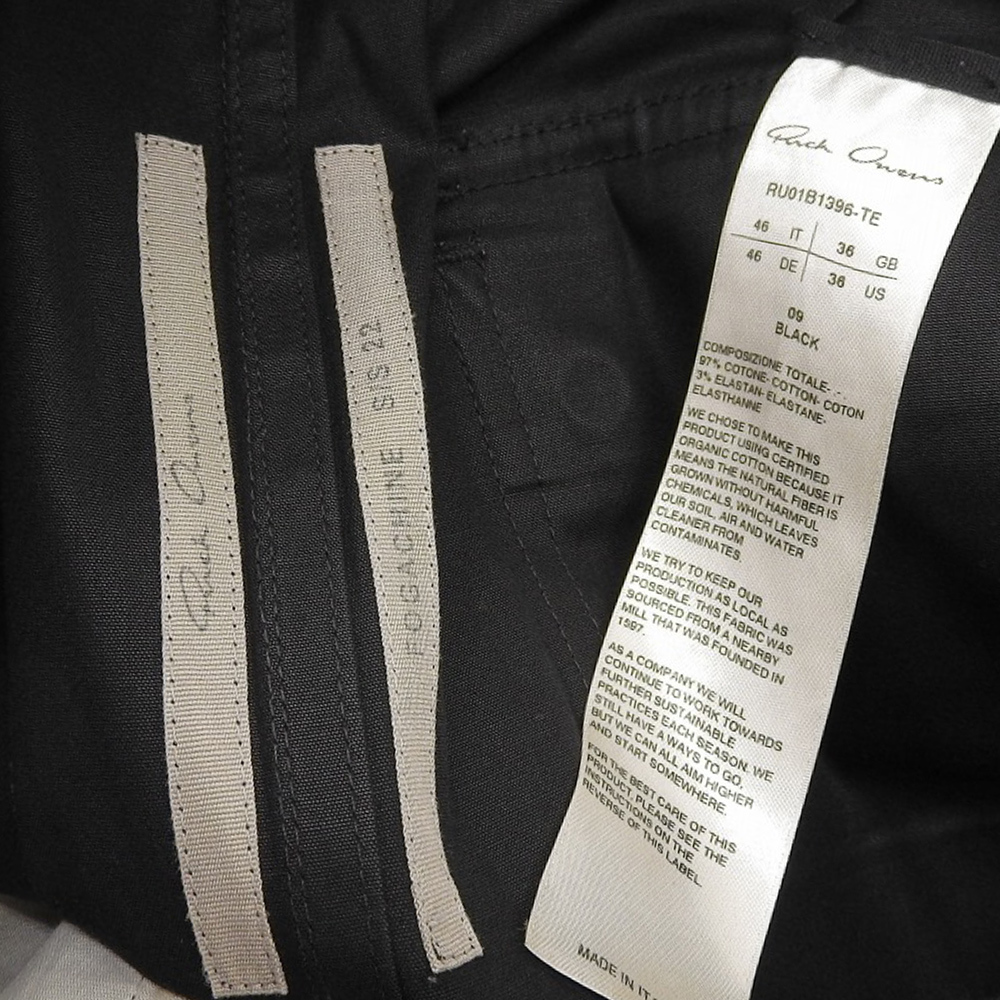 Rick Owens
FOGACHINE S/S 22
Rick Owens
RU01B1396-TE
46 IT 36 GB
46 DE 36 US
09
BLACK
COMPOSIZIONE TOTALE- . -
97% COTONE- COTTON- COTON
3% ELASTAN- ELASTANE-
ELASTHANNE
WE CHOSE TO MAKE THIS
PRODUCT USING CERTIFIED
ORGANIC COTTON BECAUSE IT
MEANS THE NATURAL FIBER IS
GROWN WITHOUT HARMFUL
CHEMICALS, WHICH LEAVES
OUR SOIL, AIR AND WATER
CLEANER FROM
CONTAMINATES.
WE TRY TO KEEP OUR
PRODUCTION AS LOCAL AS
POSSIBLE. THIS FABRIC WAS
SOURCED FROM A NEARBY
MILL THAT WAS FOUNDED IN
1597.
AS A COMPANY WE WILL
CONTINUE TO WORK TOWARDS
FURTHER SUSTAINABLE
PRACTICES EACH SEASON. WE
STILL HAVE A WAYS TO GO,
BUT WE CAN ALL AIM HIGHER
AND START SOMEWHERE.
FOR THE BEST CARE OF THIS
PRODUCT, PLEASE SEE THE
INSTRUCTIONS ON THE
REVERSE OF THIS LABEL.
MADE IN